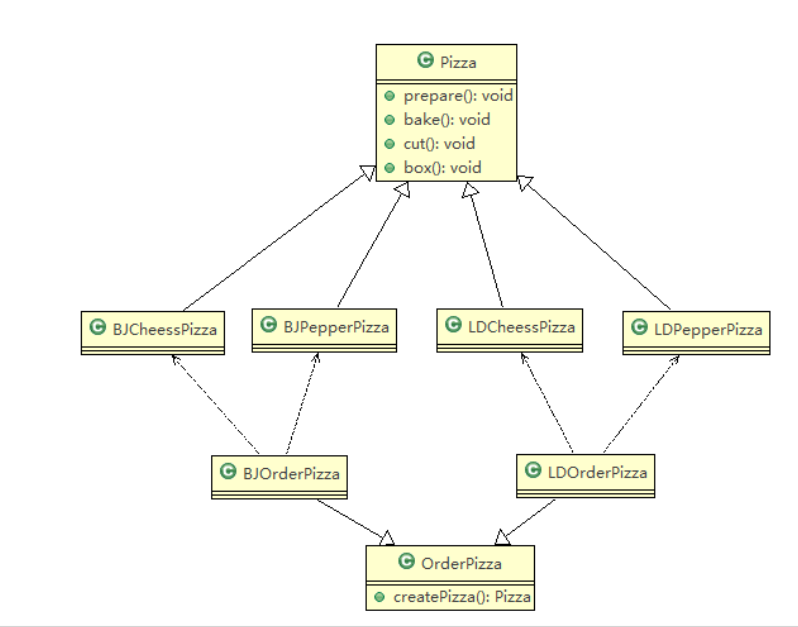 Pizza
prepare(): void
bake(): void
cut(): void
box(): void
BJCheessPizza
BJPepperPizza
LDCheessPizza
LDPepperPizza
BJOrderPizza
LDOrderPizza
OrderPizza
createPizza(): Pizza